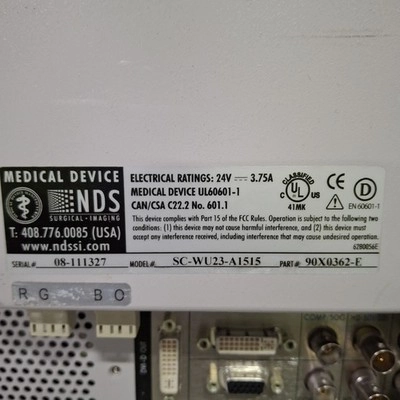 MEDICAL DEVICE
NDS
SURGICAL - IMAGING
T: 408.776.0085 (USA)
www.ndssi.com
ELECTRICAL RATINGS: 24V 3.75A
MEDICAL DEVICE UL60601-1
CAN/CSA C22.2 No. 601.1
CLASSIFIED
C UL US
41MK
EN 60601-1
This device complies with Part 15 of the FCC Rules. Operation is subject to the following two
conditions: (1) This device may not cause harmful interference, and (2) this device must
accept any interference received, including interference that may cause undesired operation.
62B0056E
SERIAL# 08-111327 MODEL# SC-WU23-A1515 PART# 90X0362-E
R G B O
DVI-D OUT